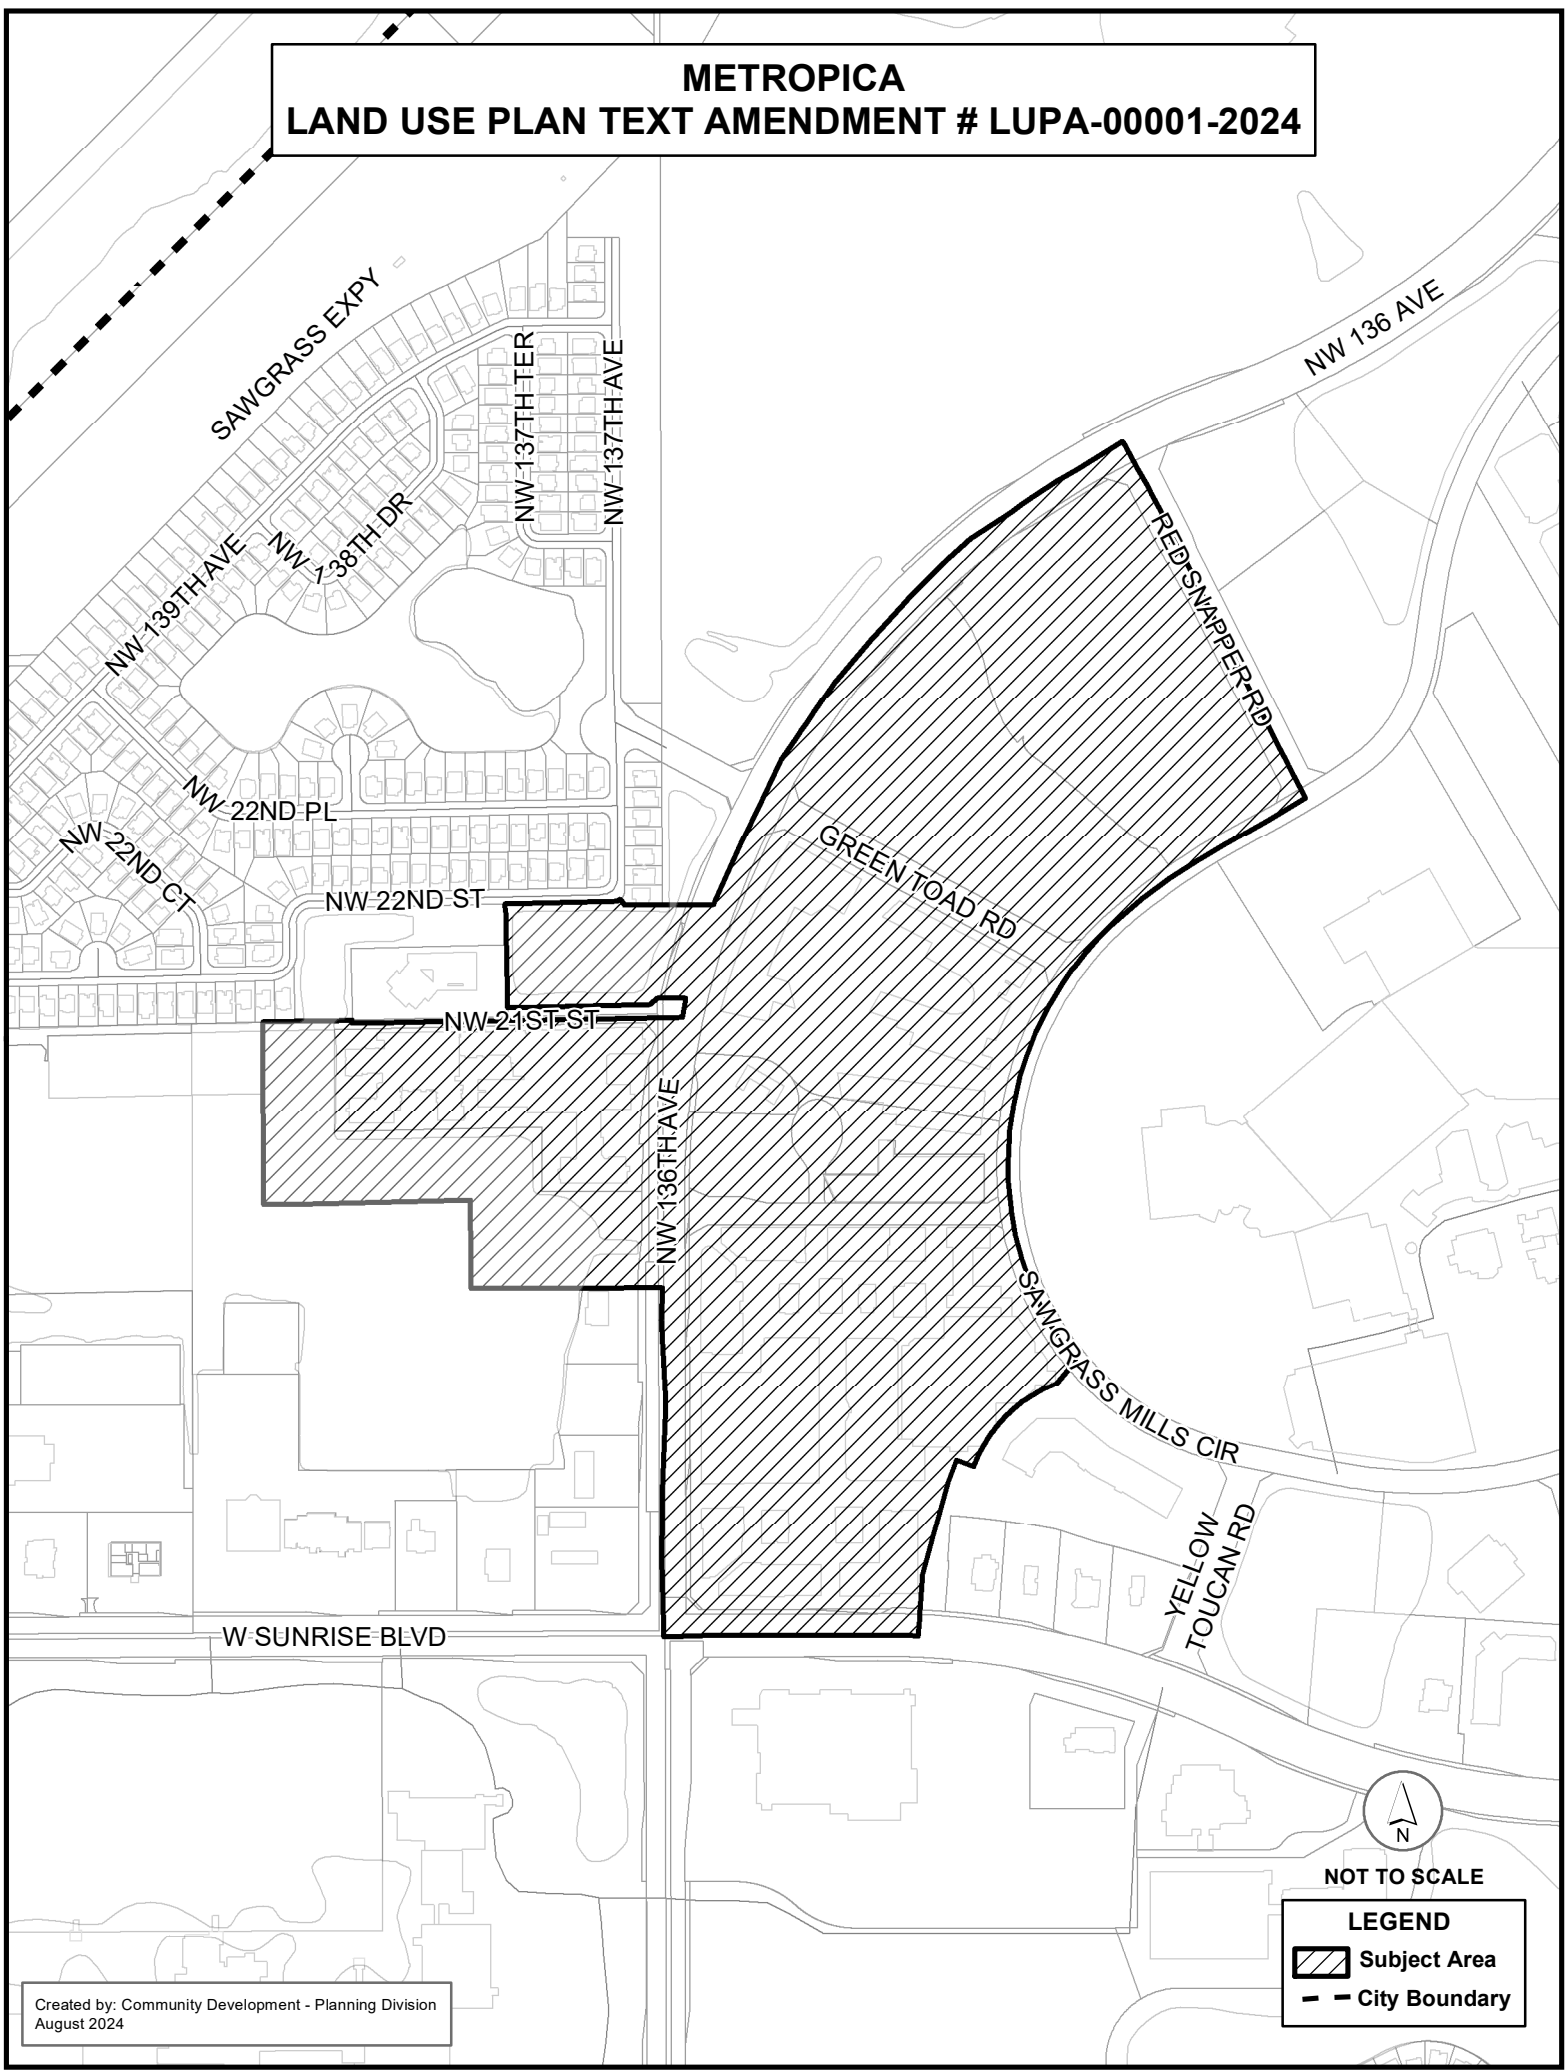 METROPICA
LAND USE PLAN TEXT AMENDMENT # LUPA-00001-2024
SAWGRASS EXPY
NW 136 AVE
NW 137TH TER
NW 137TH AVE
NW 138TH DR
NW 139TH AVE
RED SNAPPER RD
NW 22ND PL
NW 22ND CT
GREEN TOAD RD
NW 22ND ST
NW 21ST ST
NW 136TH AVE
SAWGRASS MILLS CIR
YELLOW
TOUCAN RD
W SUNRISE BLVD
N
NOT TO SCALE
LEGEND
Subject Area
City Boundary
Created by: Community Development - Planning Division
August 2024